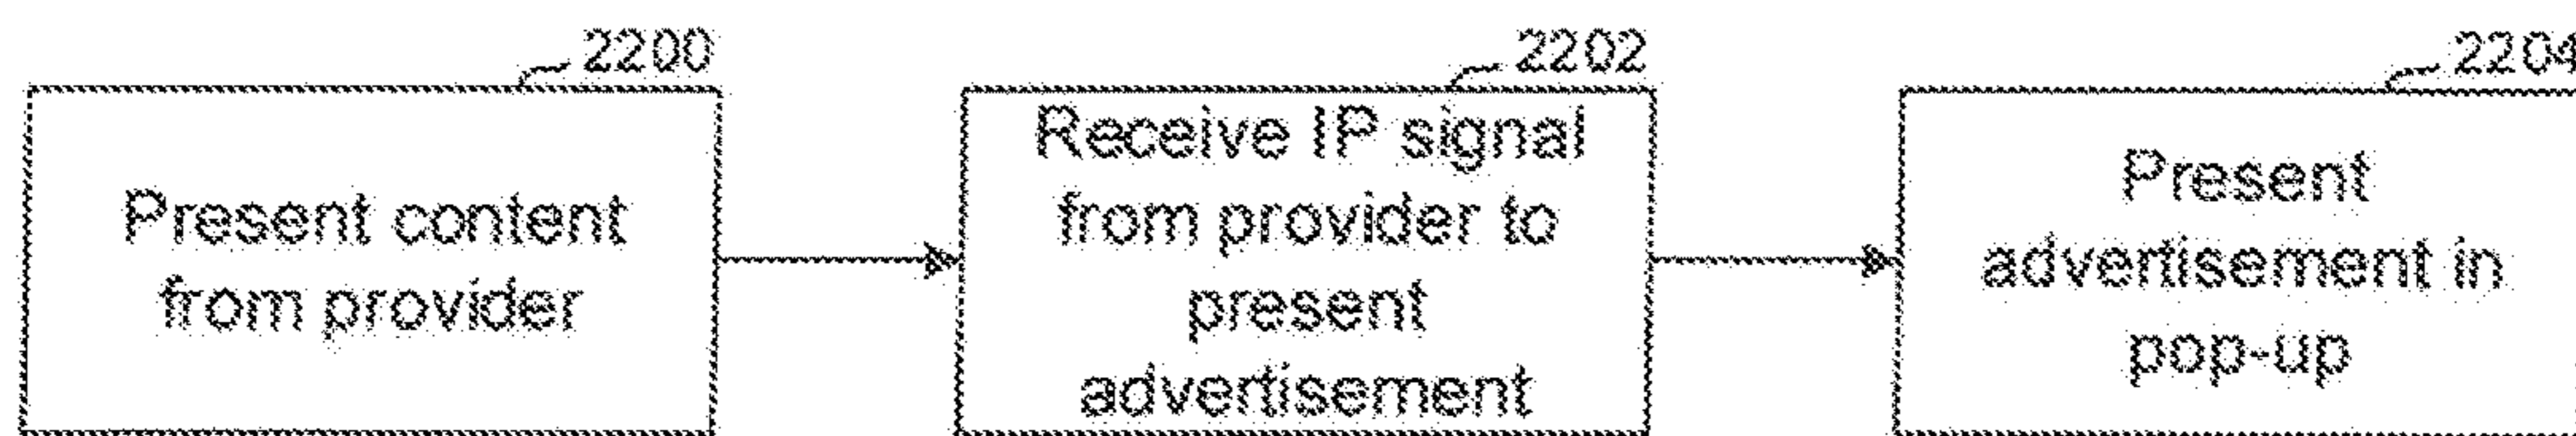 2200
Present content
from provider
2202
Receive IP signal
from provider to
present
advertisement
2204
Present
advertisement in
pop-up